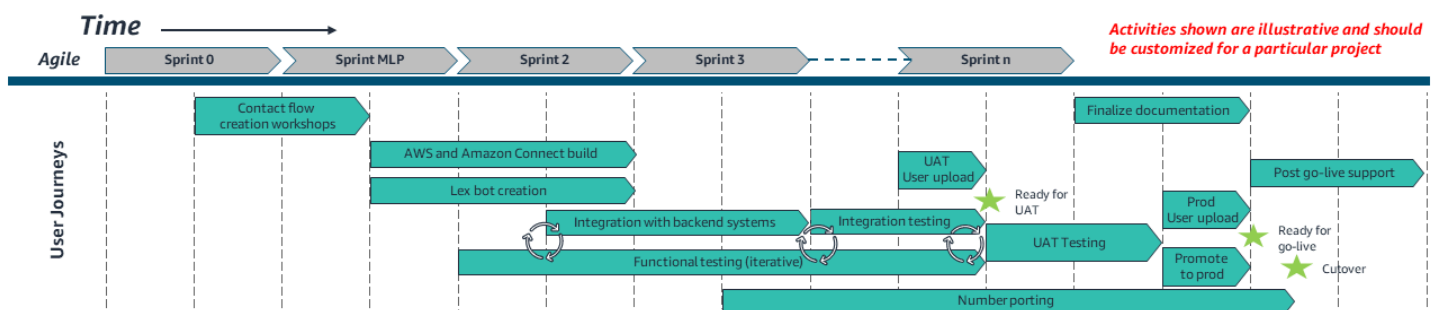 Time
Activities shown are illustrative and should
be customized for a particular project
Agile
Sprint 0
Sprint MLP
Sprint 2
Sprint 3
Sprint n
User Journeys
Contact flow
creation workshops
Finalize documentation
AWS and Amazon Connect build
UAT
User upload
Post go-live support
Lex bot creation
Ready for
UAT
Prod
User upload
Integration with backend systems
Integration testing
UAT Testing
Ready for
go-live
Functional testing (iterative)
Promote
to prod
Cutover
Number porting